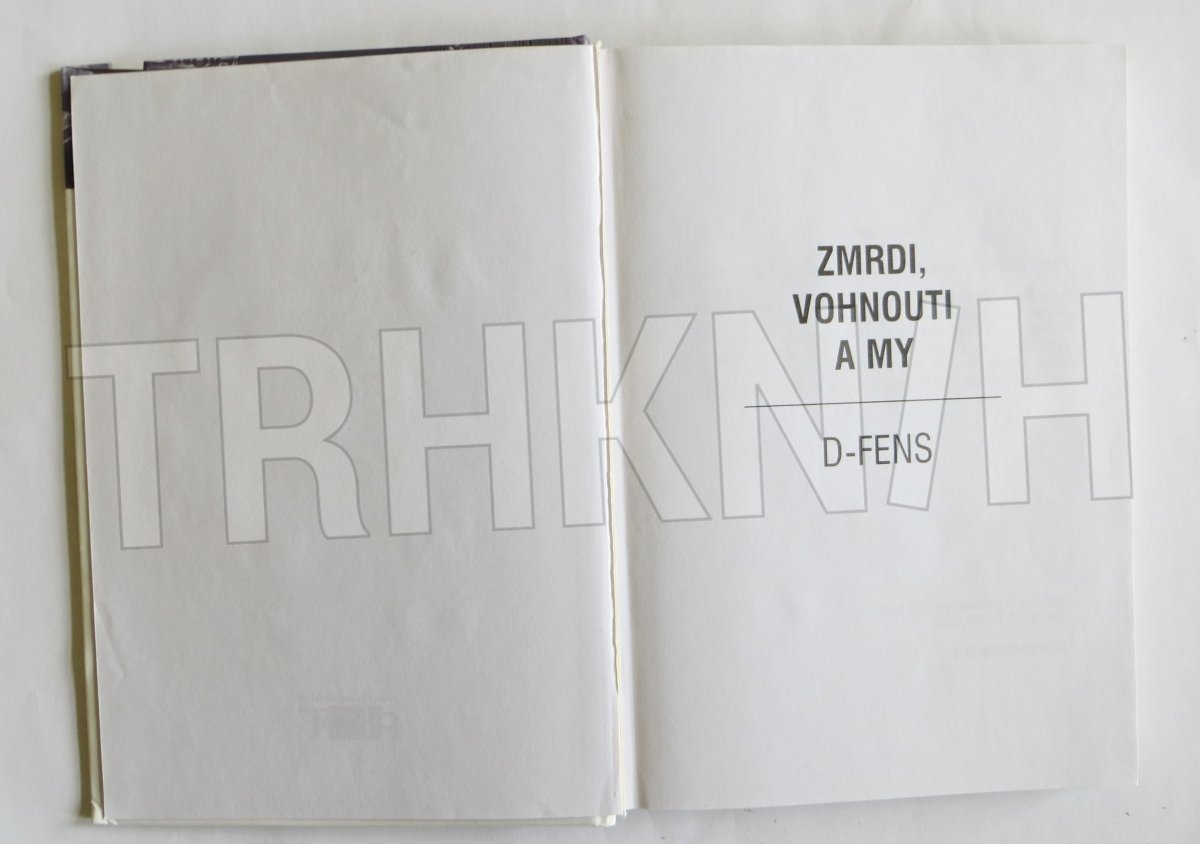 ZMRDI,
VOHNOUTI
A MY
D-FENS
TRHKNIH